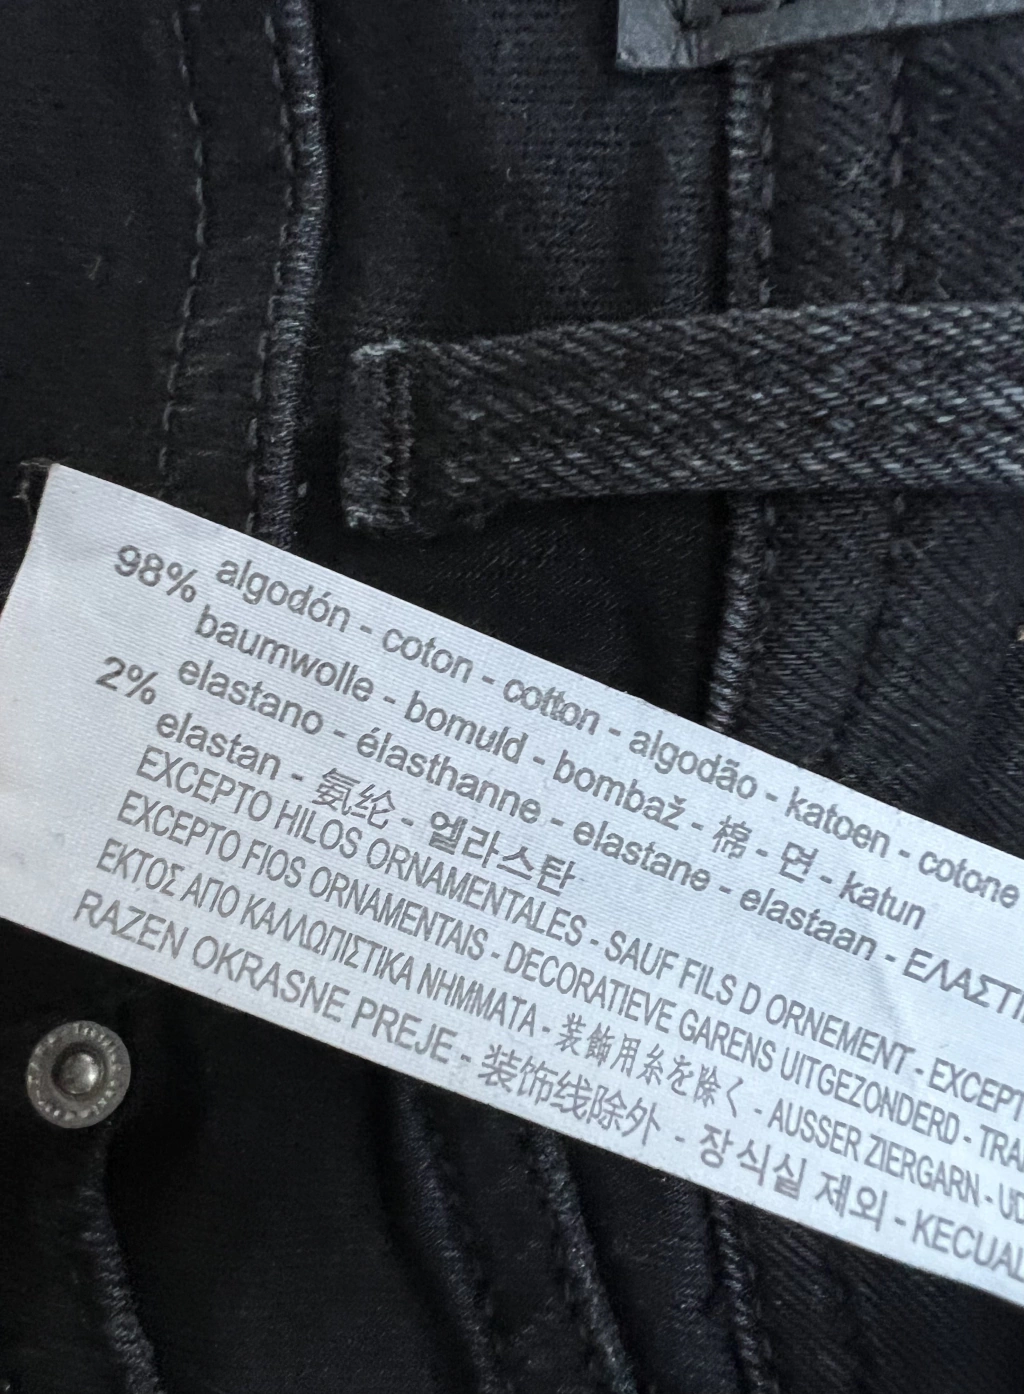 98% algodón - coton - cotton - algodão - katoen - cotone
baumwolle - bomuld - bombaž - 棉 - 면 - katun
2% elastano - élasthanne - elastane - elastaan - ΕΛΑΣΤΙ
elastan - 氨纶 - 엘라스탄
EXCEPTO HILOS ORNAMENTALES - SAUF FILS D ORNEMENT - EXCEPT
EXCEPTO FIOS ORNAMENTAIS - DECORATIEVE GARENS UITGEZONDERD - TRA
ΕΚΤΟΣ ΑΠΟ ΚΑΛΛΩΠΙΣΤΙΚΑ ΝΗΜΜΑΤΑ - 装飾用糸を除く - AUSSER ZIERGARN - UD
RAZEN OKRASNE PREJE - 装饰线除外 - 장식실 제외 - KECUAL